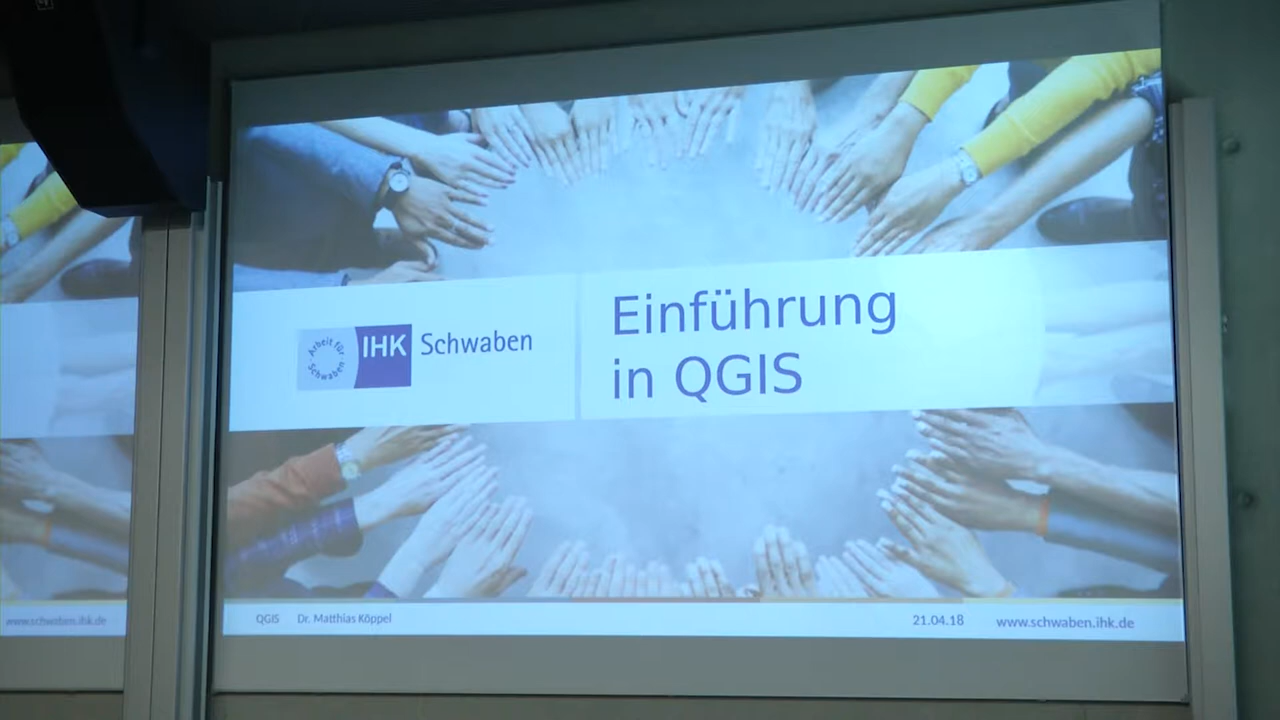 Einführung
in QGIS
Arbeit für
Schwaben
IHK Schwaben
QGIS Dr. Matthias Köppel 21.04.18 www.schwaben.ihk.de
www.schwaben.ihk.de